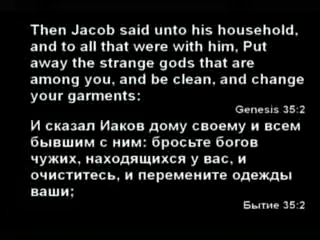 Then Jacob said unto his household,
and to all that were with him, Put
away the strange gods that are
among you, and be clean, and change
your garments:
Genesis 35:2
И сказал Иаков дому своему и всем
бывшим с ним: бросьте богов
чужих, находящихся у вас, и
очиститесь, и перемените одежды
ваши;
Бытие 35:2